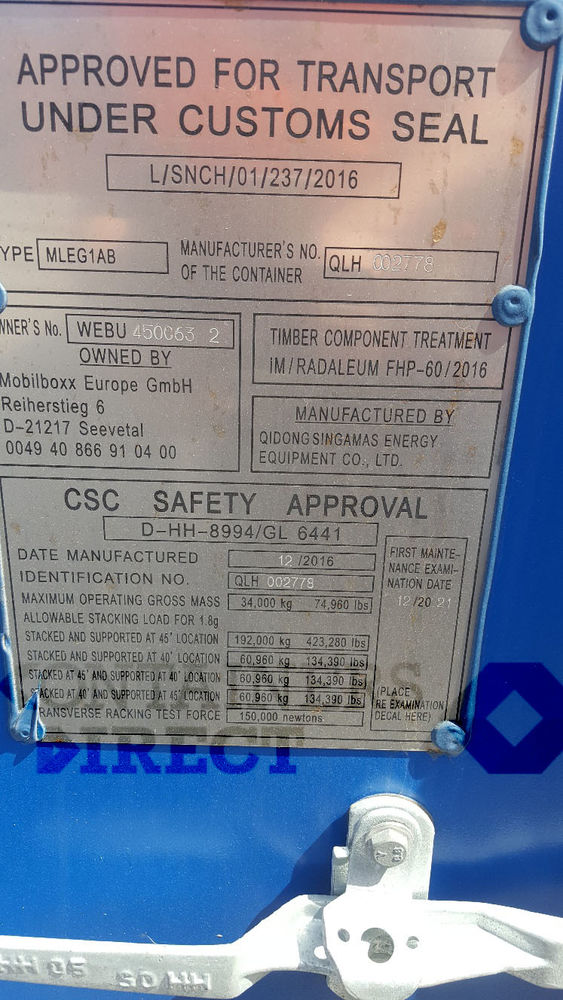 APPROVED FOR TRANSPORT
UNDER CUSTOMS SEAL
L/SNCH/01/237/2016
TYPE MLEG1AB
MANUFACTURER'S NO.
OF THE CONTAINER
QLH 002778
OWNER'S No. WEBU 450063 2
OWNED BY
Mobilboxx Europe GmbH
Reiherstieg 6
D-21217 Seevetal
0049 40 866 91 04 00
TIMBER COMPONENT TREATMENT
IM/RADALEUM FHP-60/2016
MANUFACTURED BY
QIDONGSINGAMAS ENERGY
EQUIPMENT CO., LTD.
CSC SAFETY APPROVAL
D-HH-8994/GL 6441
DATE MANUFACTURED 12/2016
IDENTIFICATION NO. QLH 002778
MAXIMUM OPERATING GROSS MASS 34,000 kg 74,960 lbs
ALLOWABLE STACKING LOAD FOR 1.8g
STACKED AND SUPPORTED AT 45' LOCATION 192,000 kg 423,280 lbs
STACKED AND SUPPORTED AT 40' LOCATION 60,960 kg 134,390 lbs
STACKED AT 45' AND SUPPORTED AT 40' LOCATION 60,960 kg 134,390 lbs
STACKED AT 40' AND SUPPORTED AT 45' LOCATION 60,960 kg 134,390 lbs
TRANSVERSE RACKING TEST FORCE 150,000 newtons
FIRST MAINTE-
NANCE EXAMI-
NATION DATE
12/2021
(PLACE
RE EXAMINATION
DECAL HERE)
DIRECT